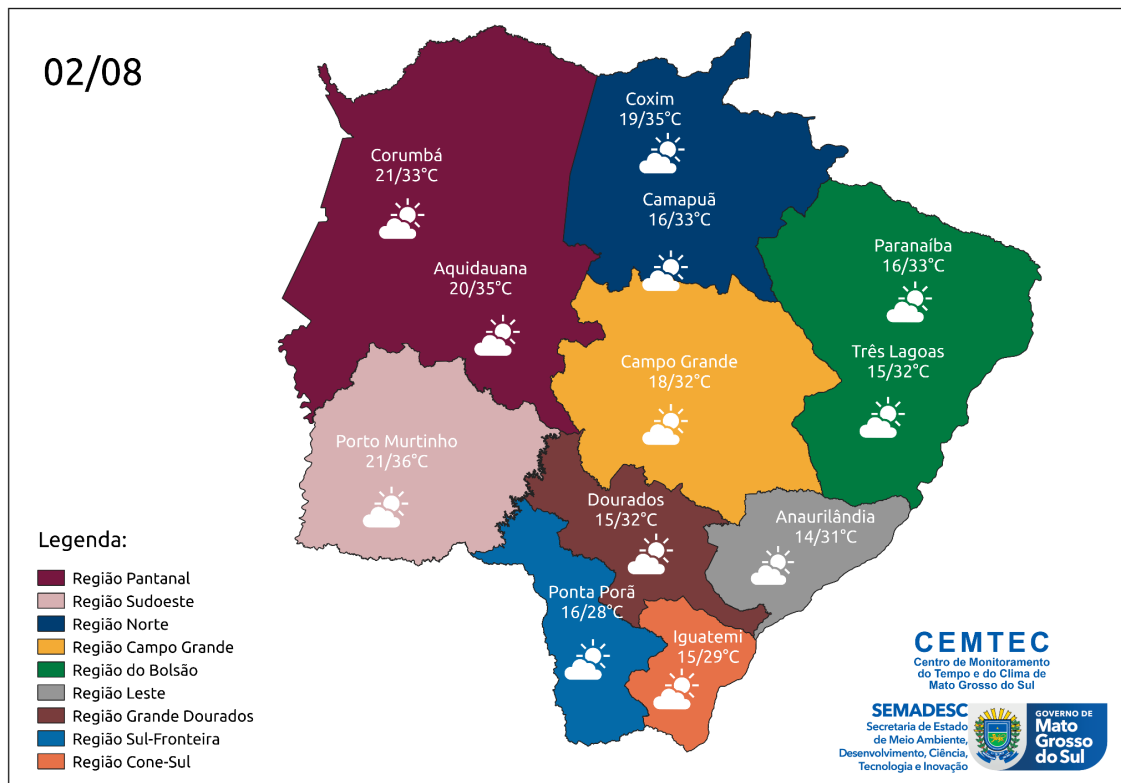 02/08
Coxim
19/35°C
Corumbá
21/33°C
Camapuã
16/33°C
Paranaíba
16/33°C
Aquidauana
20/35°C
Três Lagoas
15/32°C
Campo Grande
18/32°C
Porto Murtinho
21/36°C
Dourados
15/32°C
Anaurilândia
14/31°C
Ponta Porã
16/28°C
Iguatemi
15/29°C
Legenda:
Região Pantanal
Região Sudoeste
Região Norte
Região Campo Grande
Região do Bolsão
Região Leste
Região Grande Dourados
Região Sul-Fronteira
Região Cone-Sul
CEMTEC
Centro de Monitoramento
do Tempo e do Clima de
Mato Grosso do Sul
SEMADESC
Secretaria de Estado
de Meio Ambiente,
Desenvolvimento, Ciência,
Tecnologia e Inovação
GOVERNO DE
Mato
Grosso
do Sul